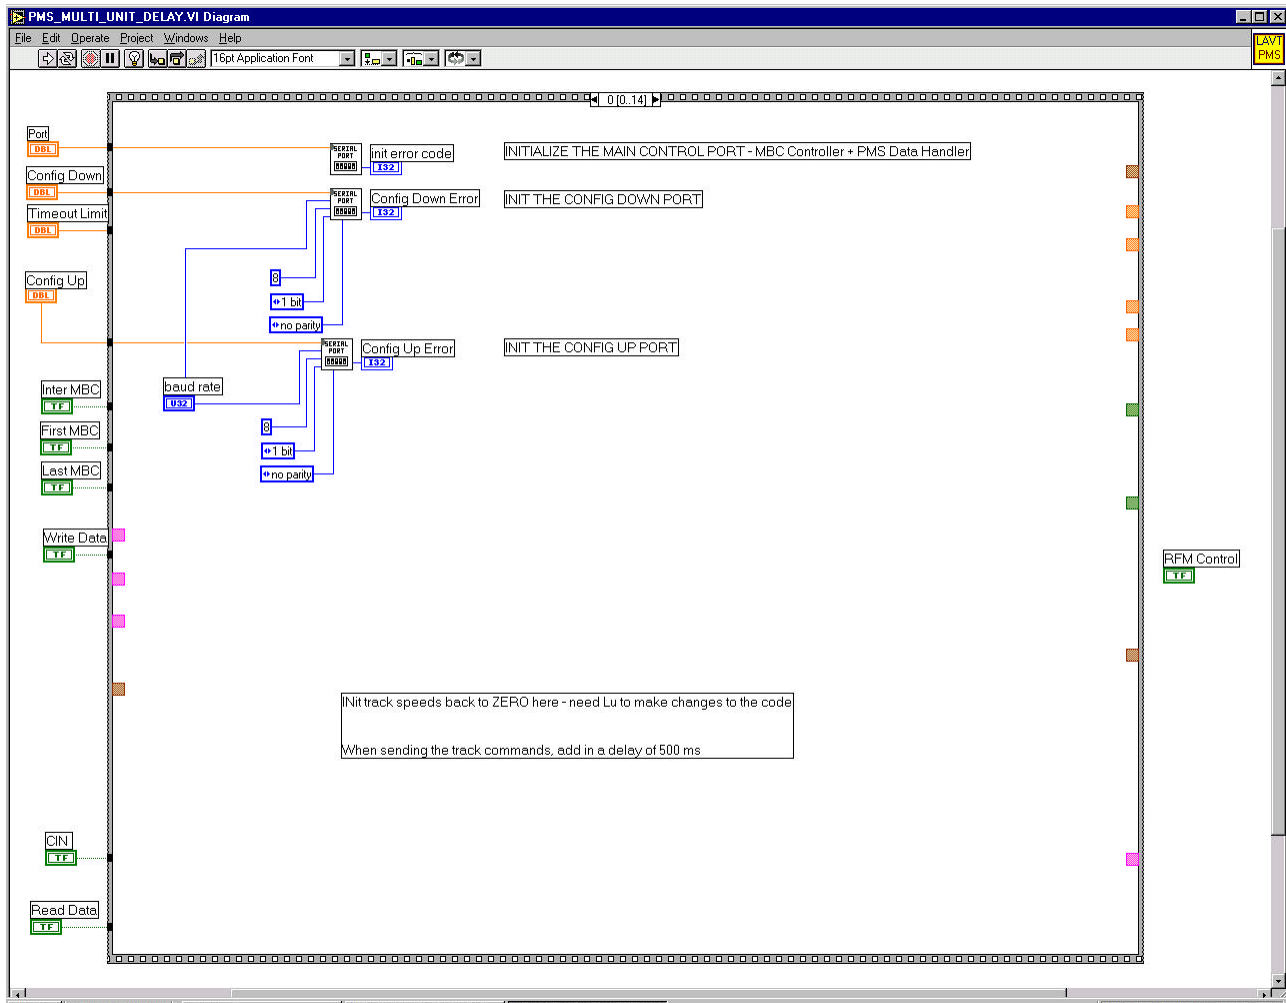 PMS_MULTI_UNIT_DELAY.VI Diagram
File Edit Operate Project Windows Help
16pt Application Font
LAVT
PMS
0 [0..14]
Port
DBL
SERIAL
PORT
init error code
I32
INITIALIZE THE MAIN CONTROL PORT - MBC Controller + PMS Data Handler
Config Down
DBL
SERIAL
PORT
Config Down Error
I32
INIT THE CONFIG DOWN PORT
Timeout Limit
DBL
8
1 bit
no parity
Config Up
DBL
SERIAL
PORT
Config Up Error
I32
INIT THE CONFIG UP PORT
baud rate
U32
8
1 bit
no parity
Inter MBC
TF
First MBC
TF
Last MBC
TF
Write Data
TF
RFM Control
TF
INit track speeds back to ZERO here - need Lu to make changes to the code
When sending the track commands, add in a delay of 500 ms
CIN
TF
Read Data
TF